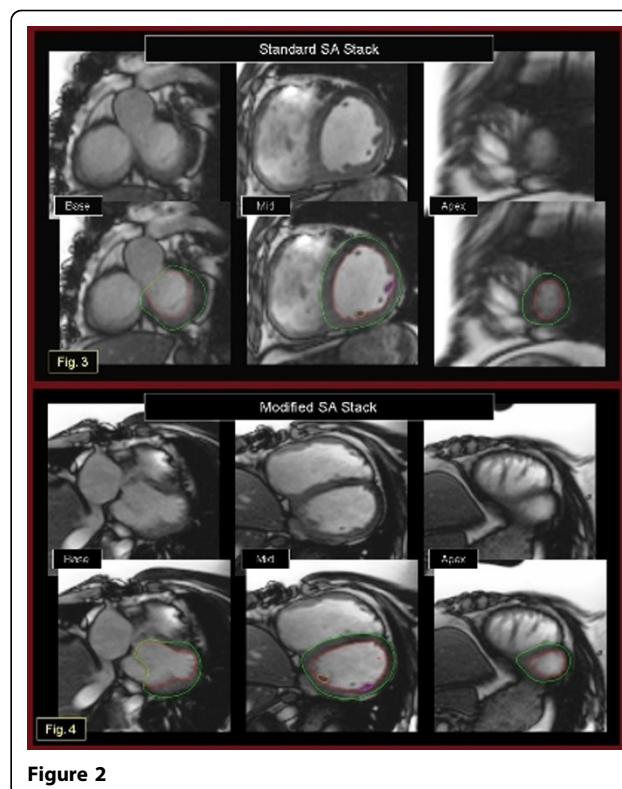 Standard SA Stack
Base
Mid
Apex
Fig. 3
Modified SA Stack
Base
Mid
Apex
Fig.4
Figure 2